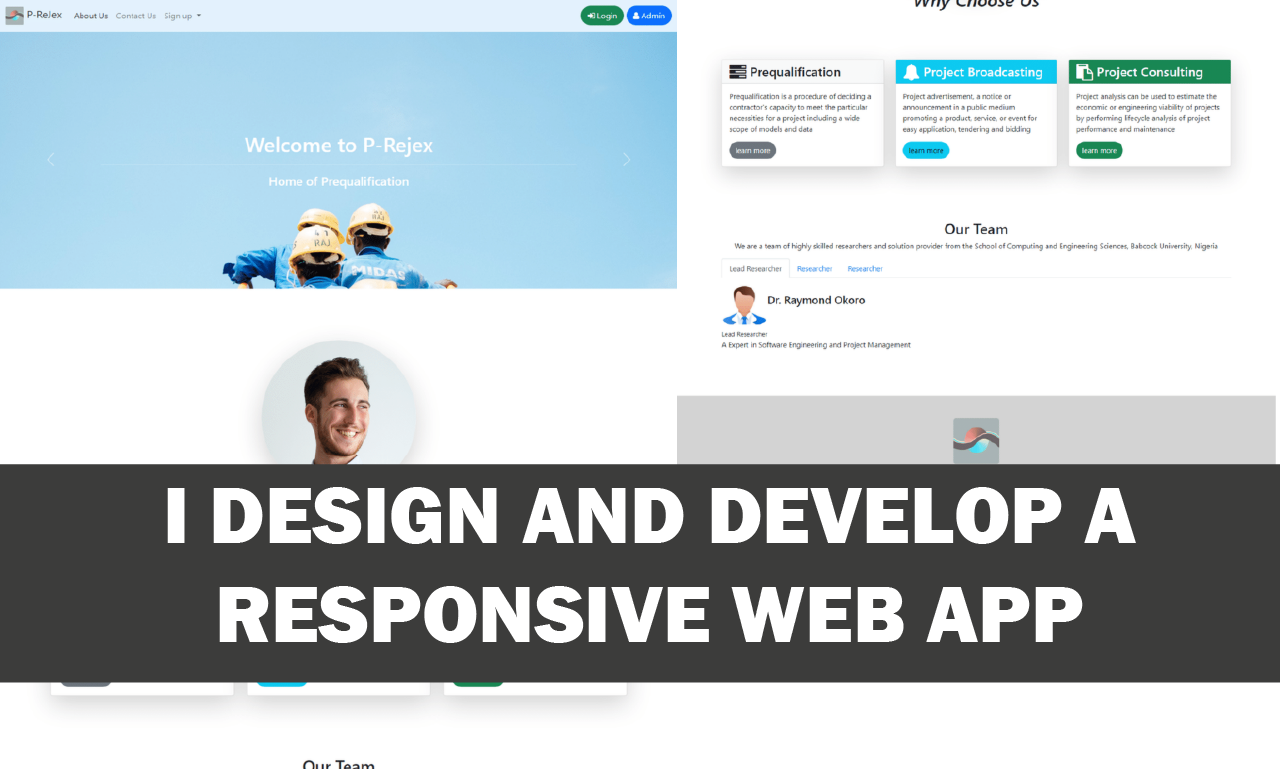 P-Rejex
About Us
Contact Us
Sign up
Login
Admin
Welcome to P-Rejex
Home of Prequalification
RAJ
RAJ
MIDAS
Why Choose Us
Prequalification
Prequalification is a procedure of deciding a
contractor's capacity to meet the particular
necessities for a project including a wide
scope of models and data
learn more
Project Broadcasting
Project advertisement, a notice or
announcement in a public medium
promoting a product, service, or event for
easy application, tendering and bidding
learn more
Project Consulting
Project analysis can be used to estimate the
economic or engineering viability of projects
by performing lifecycle analysis of project
performance and maintenance
learn more
Our Team
We are a team of highly skilled researchers and solution provider from the School of Computing and Engineering Sciences, Babcock University, Nigeria
Lead Researcher
Researcher
Researcher
Dr. Raymond Okoro
Lead Researcher
A Expert in Software Engineering and Project Management
I DESIGN AND DEVELOP A
RESPONSIVE WEB APP
Our Team